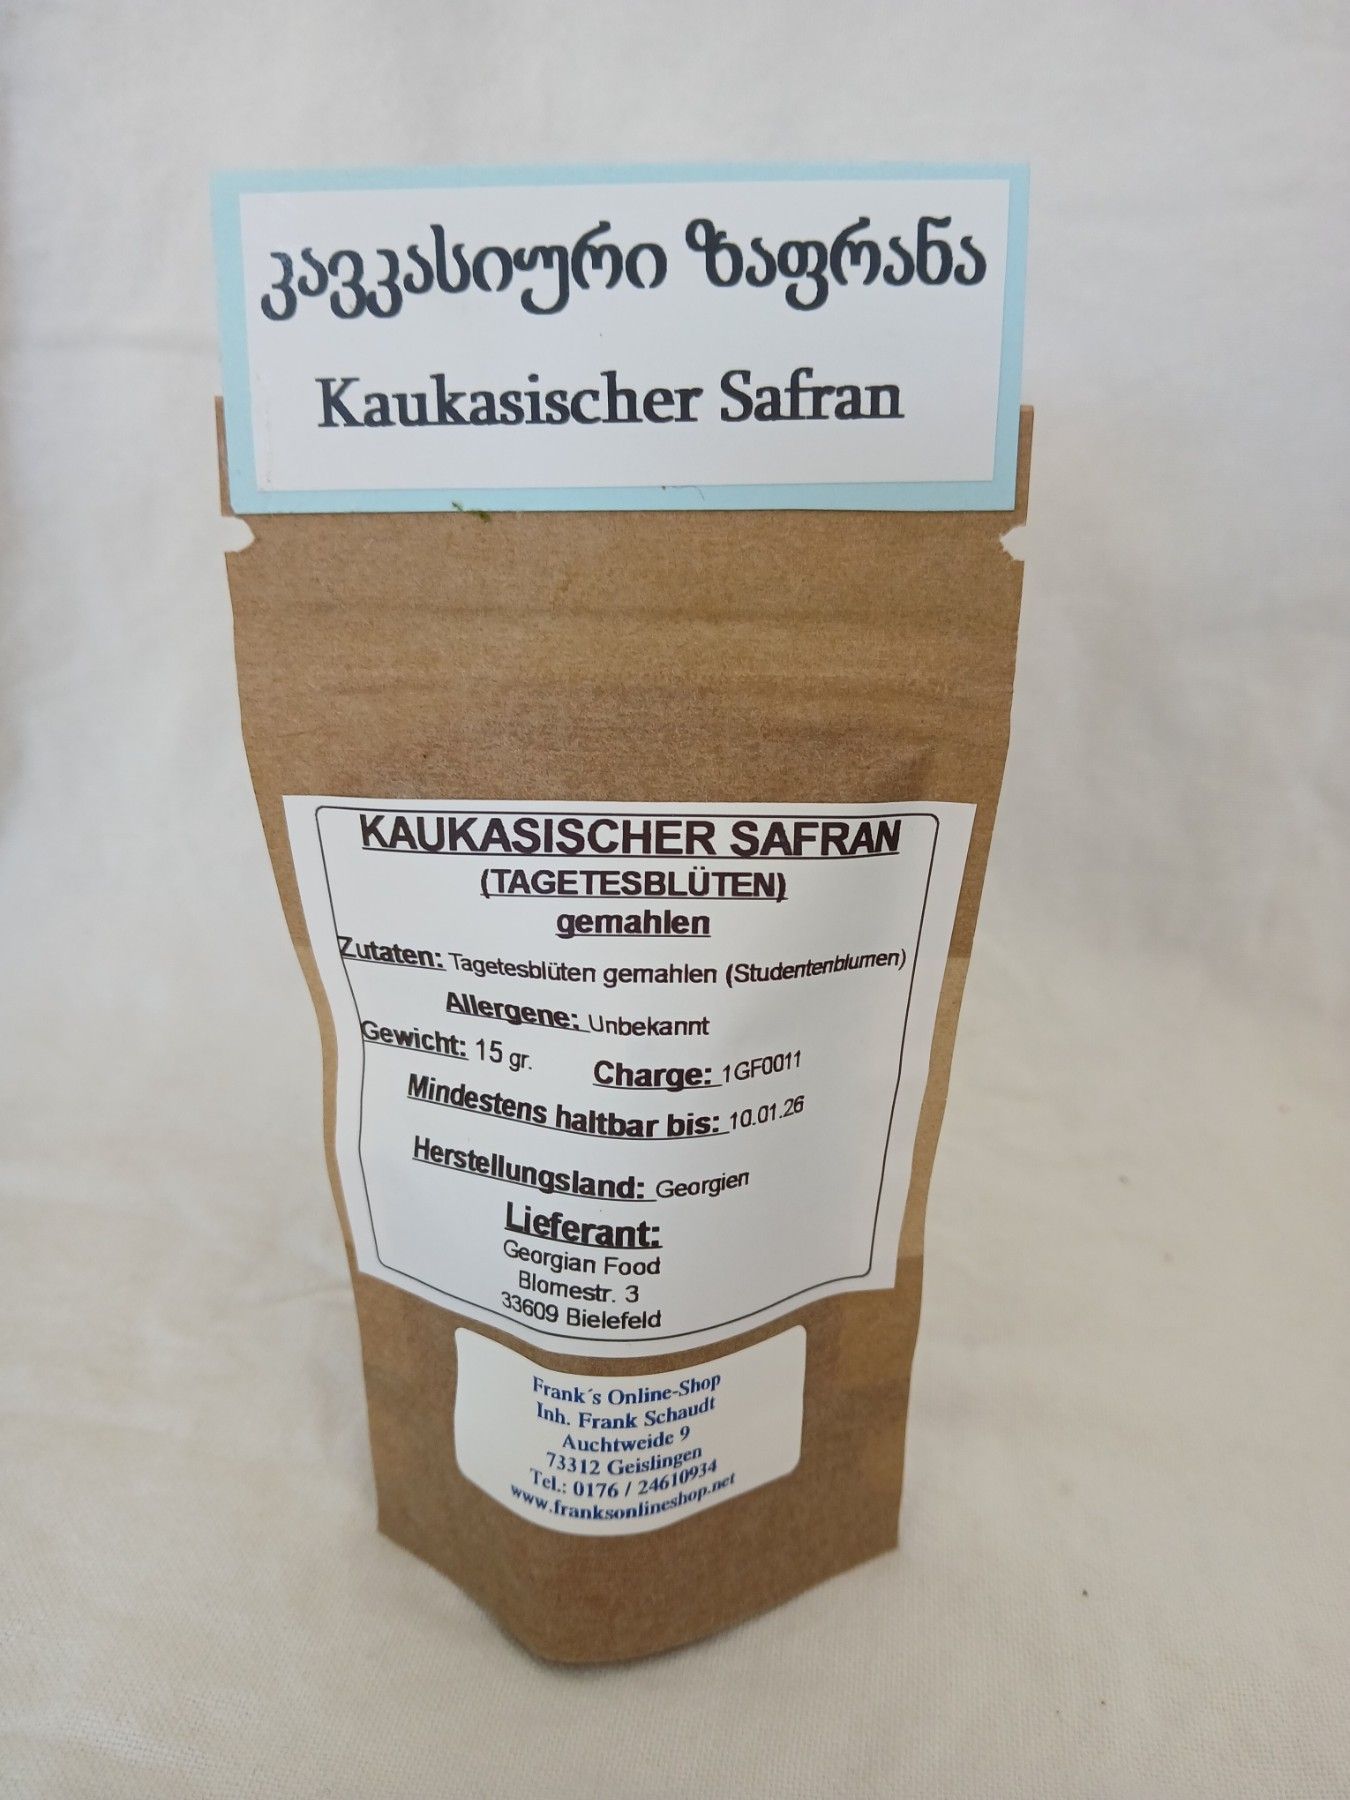 კავკასიური ზაფრანა
Kaukasischer Safran
KAUKASISCHER SAFRAN
(TAGETESBLÜTEN)
gemahlen
Zutaten: Tagetesblüten gemahlen (Studentenblumen)
Allergene: Unbekannt
Gewicht: 15 gr. Charge: 1GF0011
Mindestens haltbar bis: 10.01.26
Herstellungsland: Georgien
Lieferant:
Georgian Food
Blomestr. 3
33609 Bielefeld
Frank´s Online-Shop
Inh. Frank Schaudt
Auchtweide 9
73312 Geislingen
Tel.: 0176 / 24610934
www.franksonlineshop.net